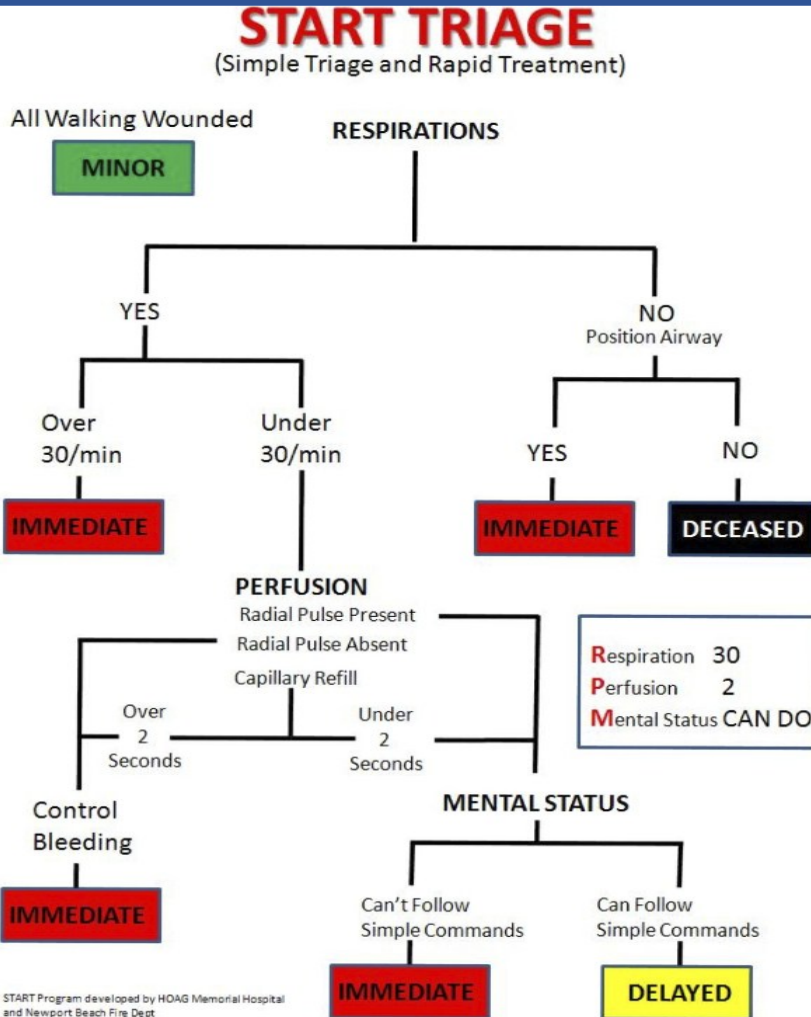 START TRIAGE
(Simple Triage and Rapid Treatment)
All Walking Wounded
MINOR
RESPIRATIONS
YES
NO
Position Airway
Over
30/min
Under
30/min
YES
NO
IMMEDIATE
IMMEDIATE
DECEASED
PERFUSION
Radial Pulse Present
Radial Pulse Absent
Capillary Refill
Over
2
Seconds
Under
2
Seconds
Respiration 30
Perfusion 2
Mental Status CAN DO
Control
Bleeding
IMMEDIATE
MENTAL STATUS
Can't Follow
Simple Commands
Can Follow
Simple Commands
IMMEDIATE
DELAYED
START Program developed by HOAG Memorial Hospital
and Newport Beach Fire Dept